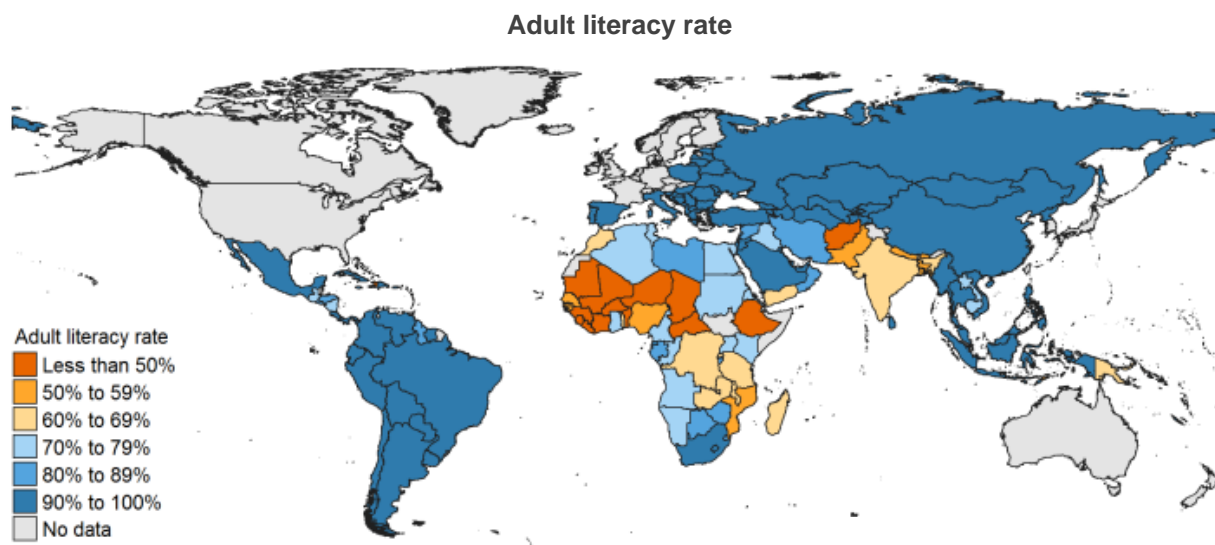 Adult literacy rate
Adult literacy rate
Less than 50%
50% to 59%
60% to 69%
70% to 79%
80% to 89%
90% to 100%
No data